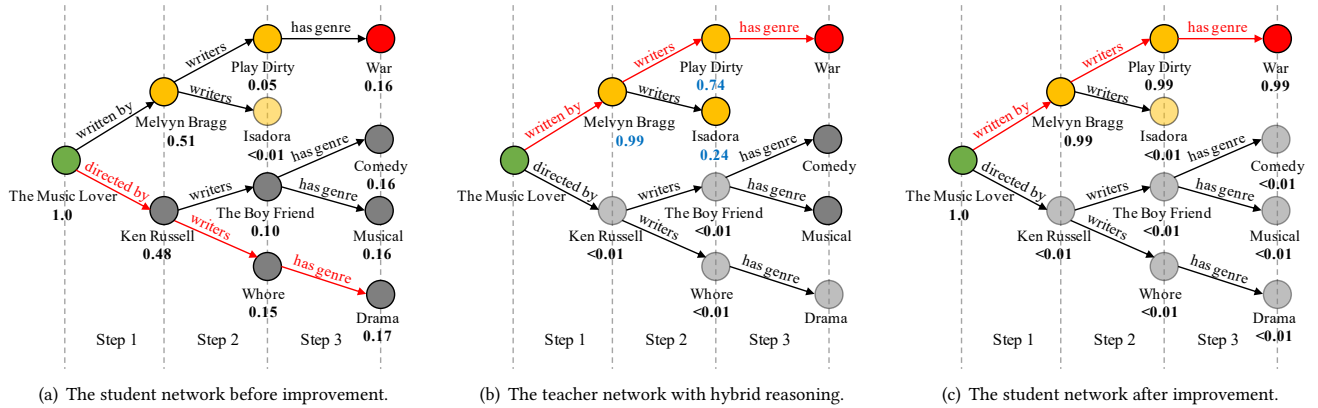 has genre
writers
Play Dirty
0.05
War
0.16
writers
written by
Melvyn Bragg
0.51
Isadora
<0.01
has genre
Comedy
0.16
directed by
The Music Lover
1.0
writers
The Boy Friend
0.10
has genre
Musical
0.16
Ken Russell
0.48
writers
has genre
Whore
0.15
Drama
0.17
Step 1
Step 2
Step 3
(a) The student network before improvement.
has genre
writers
Play Dirty
0.74
War
writers
written by
Melvyn Bragg
0.99
Isadora
0.24
has genre
Comedy
directed by
The Music Lover
writers
The Boy Friend
<0.01
has genre
Musical
Ken Russell
<0.01
writers
has genre
Whore
<0.01
Drama
Step 1
Step 2
Step 3
(b) The teacher network with hybrid reasoning.
has genre
writers
Play Dirty
0.99
War
0.99
writers
written by
Melvyn Bragg
0.99
Isadora
<0.01
has genre
Comedy
<0.01
directed by
The Music Lover
1.0
writers
The Boy Friend
<0.01
has genre
Musical
<0.01
Ken Russell
<0.01
writers
has genre
Whore
<0.01
Drama
<0.01
Step 1
Step 2
Step 3
(c) The student network after improvement.